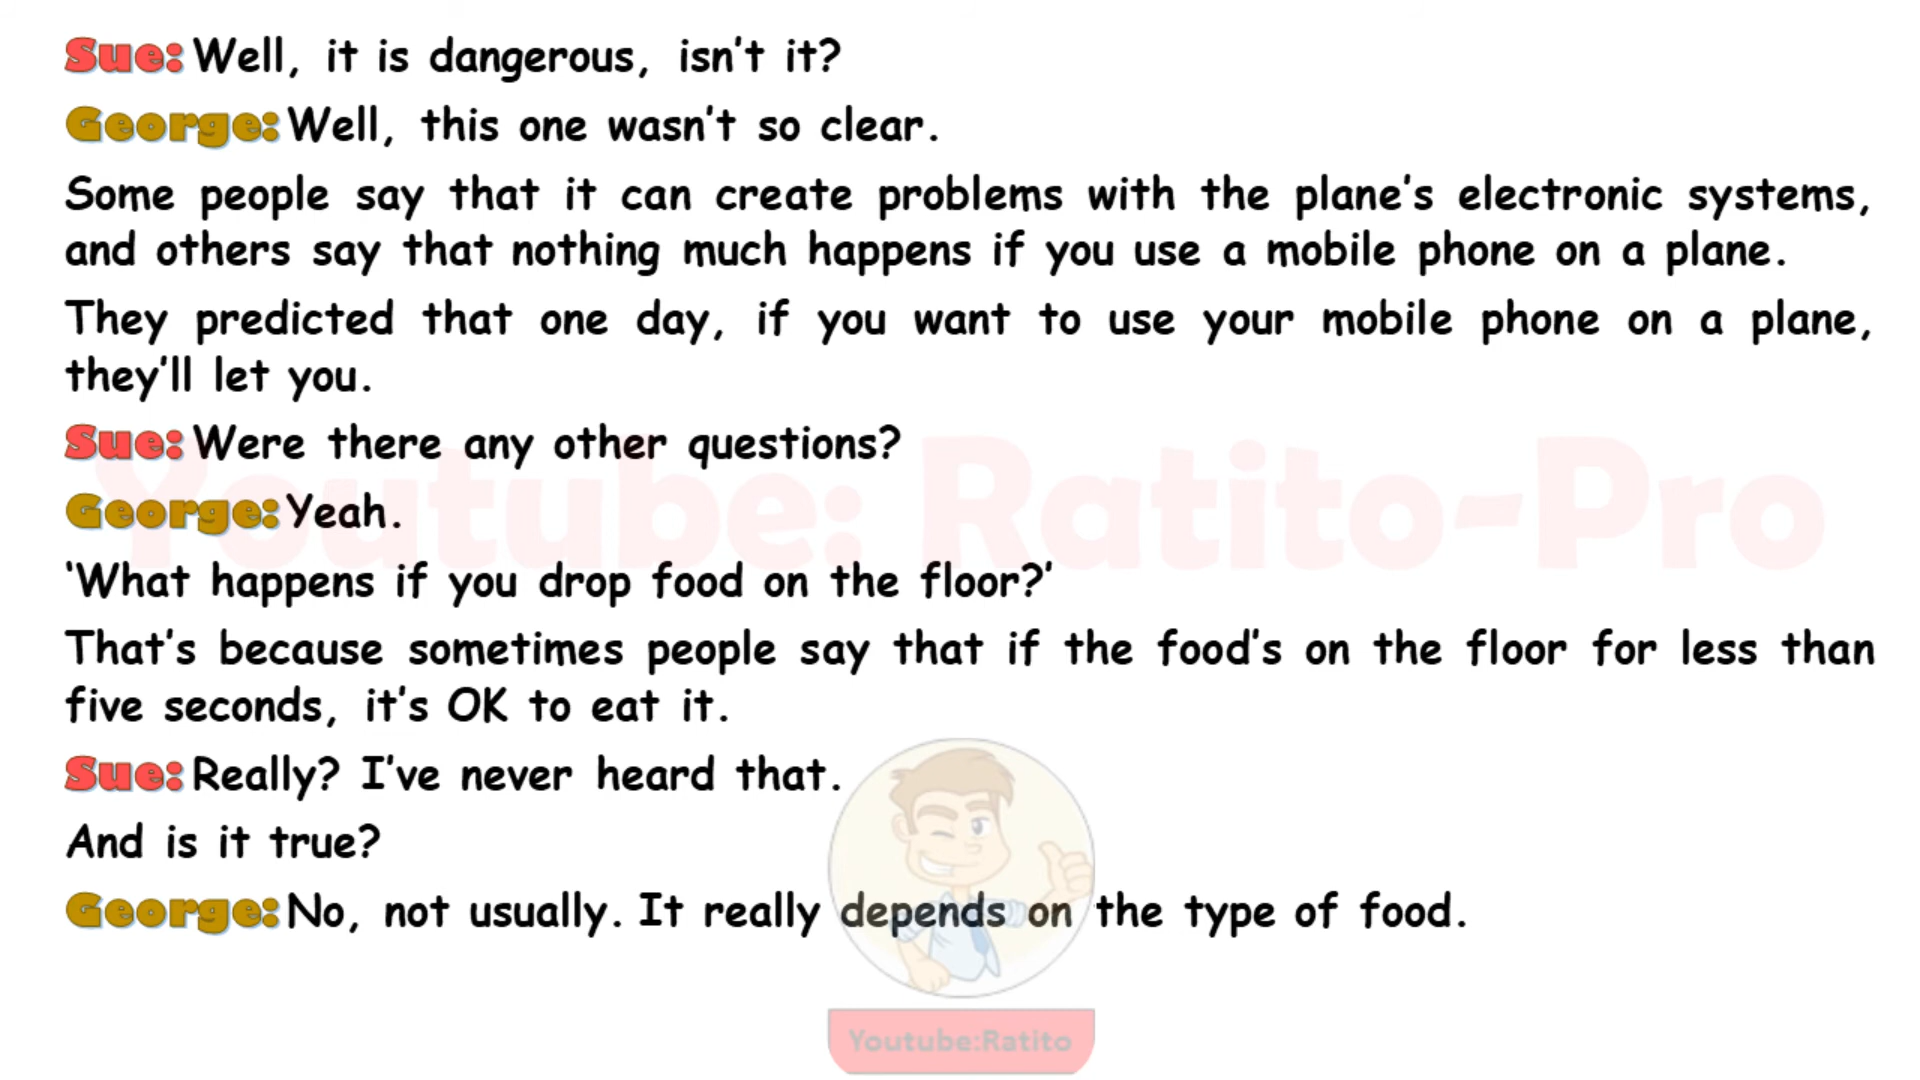 Sue: Well, it is dangerous, isn't it?
George: Well, this one wasn't so clear.
Some people say that it can create problems with the plane's electronic systems,
and others say that nothing much happens if you use a mobile phone on a plane.
They predicted that one day, if you want to use your mobile phone on a plane,
they'll let you.
Sue: Were there any other questions?
Youtube: Ratito-Pro
George: Yeah.
'What happens if you drop food on the floor?'
That's because sometimes people say that if the food's on the floor for less than
five seconds, it's OK to eat it.
Sue: Really? I've never heard that.
And is it true?
George: No, not usually. It really depends on the type of food.
Youtube:Ratito